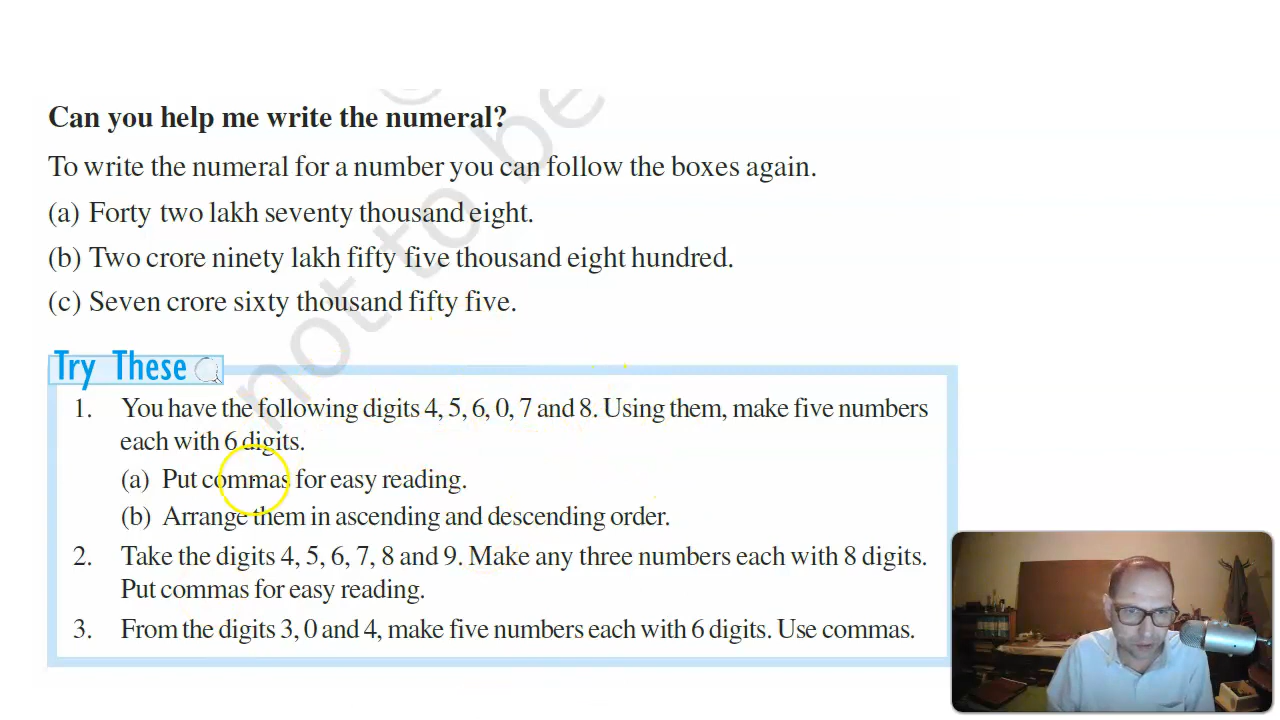 Can you help me write the numeral?
To write the numeral for a number you can follow the boxes again.
(a) Forty two lakh seventy thousand eight.
(b) Two crore ninety lakh fifty five thousand eight hundred.
(c) Seven crore sixty thousand fifty five.
not to be
Try These
1. You have the following digits 4, 5, 6, 0, 7 and 8. Using them, make five numbers
each with 6 digits.
(a) Put commas for easy reading.
(b) Arrange them in ascending and descending order.
2. Take the digits 4, 5, 6, 7, 8 and 9. Make any three numbers each with 8 digits.
Put commas for easy reading.
3. From the digits 3, 0 and 4, make five numbers each with 6 digits. Use commas.